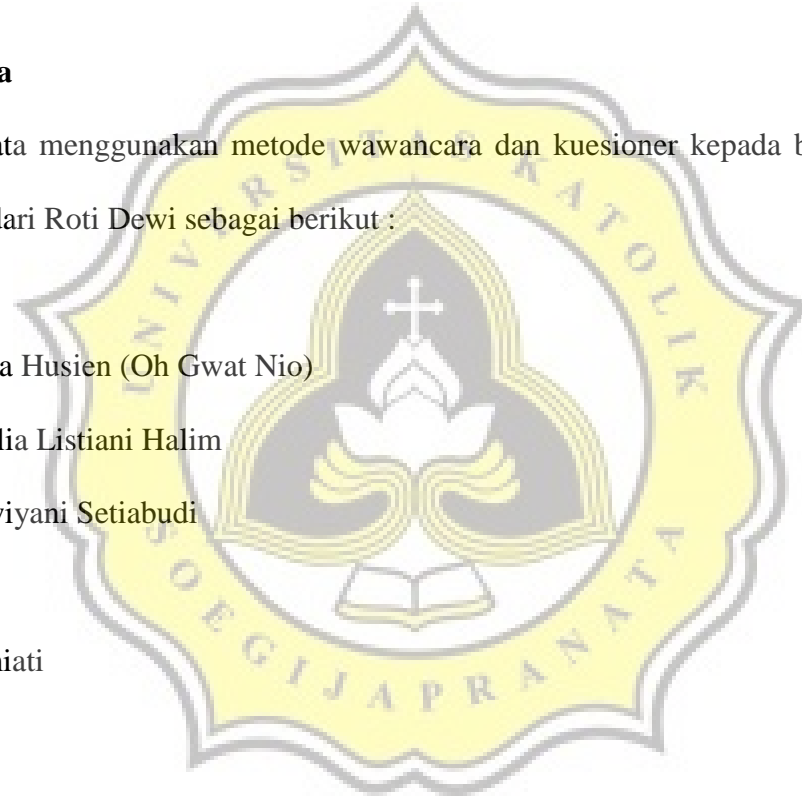 a
ata menggunakan metode wawancara dan kuesioner kepada b
dari Roti Dewi sebagai berikut :
a Husien (Oh Gwat Nio)
lia Listiani Halim
viyani Setiabudi
niati
UNIVERSITAS KATOLIK
SOEGIJAPRANATA